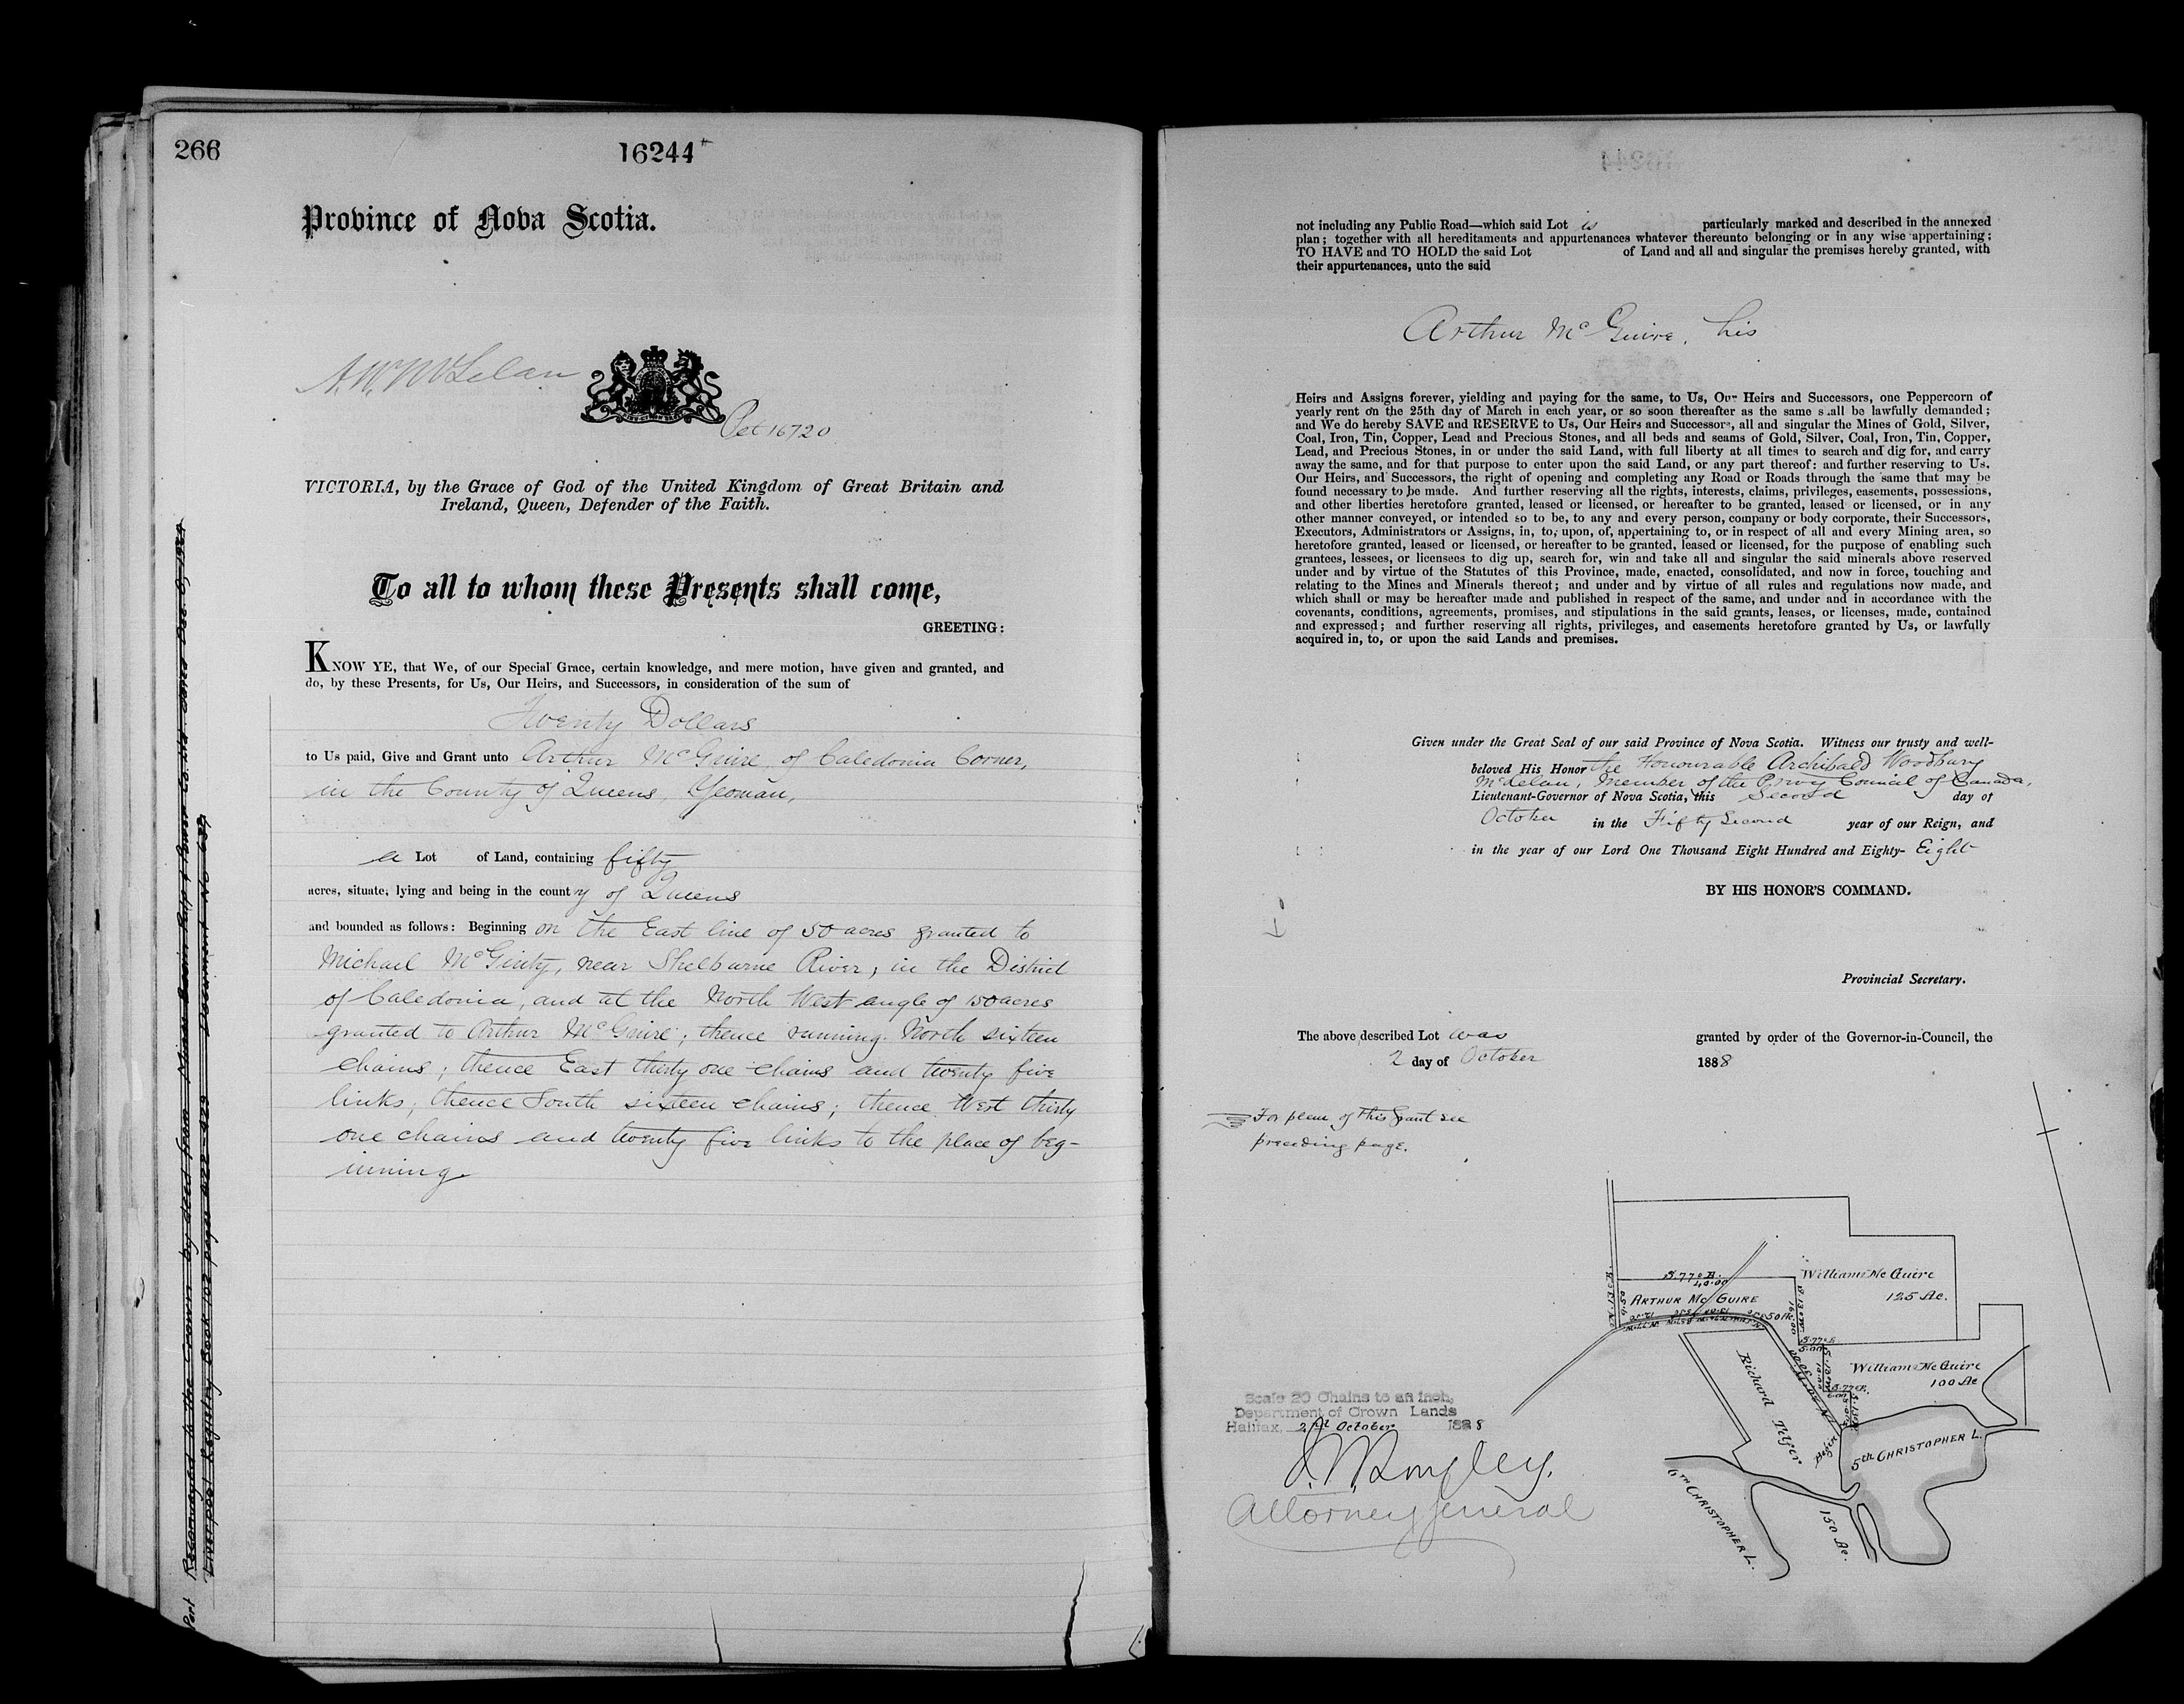 266
16244
Province of Nova Scotia.
A. W. McLelan
Pet 16720
VICTORIA, by the Grace of God of the United Kingdom of Great Britain and
Ireland, Queen, Defender of the Faith.
To all to whom these Presents shall come,
GREETING:
KNOW YE, that We, of our Special Grace, certain knowledge, and mere motion, have given and granted, and
do, by these Presents, for Us, Our Heirs, and Successors, in consideration of the sum of
Twenty Dollars
to Us paid, Give and Grant unto Arthur McGuire, of Caledonia Corner,
in the County of Queens, Yeoman,
a Lot of Land, containing fifty
acres, situate, lying and being in the county of Queens
and bounded as follows: Beginning on the East line of 50 acres granted to
Michael McGinty, near Shelburne River, in the District
of Caledonia, and at the North West angle of 150 acres
granted to Arthur McGuire; thence running North sixteen
chains; thence East thirty one chains and twenty five
links; thence South sixteen chains; thence West thirty
one chains and twenty five links to the place of beg-
inning.
Part Reconveyed to the Crown by deed from Pulp & Power Co. Ltd. dated Dec.
Liverpool Registry Book 102 pages 422-429 Document No 639
not including any Public Road—which said Lot is particularly marked and described in the annexed
plan; together with all hereditaments and appurtenances whatever thereunto belonging or in any wise appertaining;
TO HAVE and TO HOLD the said Lot of Land and all and singular the premises hereby granted, with
their appurtenances, unto the said
Arthur McGuire, his
Heirs and Assigns forever, yielding and paying for the same, to Us, Our Heirs and Successors, one Peppercorn of
yearly rent on the 25th day of March in each year, or so soon thereafter as the same shall be lawfully demanded;
and We do hereby SAVE and RESERVE to Us, Our Heirs and Successors, all and singular the Mines of Gold, Silver,
Coal, Iron, Tin, Copper, Lead and Precious Stones, and all beds and seams of Gold, Silver, Coal, Iron, Tin, Copper,
Lead, and Precious Stones, in or under the said Land, with full liberty at all times to search and dig for, and carry
away the same, and for that purpose to enter upon the said Land, or any part thereof: and further reserving to Us,
Our Heirs, and Successors, the right of opening and completing any Road or Roads through the same that may be
found necessary to be made. And further reserving all the rights, interests, claims, privileges, easements, possessions,
and other liberties heretofore granted, leased or licensed, or hereafter to be granted, leased or licensed, or in any
other manner conveyed, or intended so to be, to any and every person, company or body corporate, their Successors,
Executors, Administrators or Assigns, in, to, upon, of, appertaining to, or in respect of all and every Mining area, so
heretofore granted, leased or licensed, or hereafter to be granted, leased or licensed, for the purpose of enabling such
grantees, lessees, or licenses to dig up, search for, win and take all and singular the said minerals above reserved
under and by virtue of the Statutes of this Province, made, enacted, consolidated, and now in force, touching and
relating to the Mines and Minerals thereof; and under and by virtue of all rules and regulations now made, and
which shall or may be hereafter made and published in respect of the same, and under and in accordance with the
covenants, conditions, agreements, promises, and stipulations in the said grants, leases, or licenses, made, contained
and expressed; and further reserving all rights, privileges, and easements heretofore granted by Us, or lawfully
acquired in, to, or upon the said Lands and premises.
Given under the Great Seal of our said Province of Nova Scotia. Witness our trusty and well-
beloved His Honor the Honourable Archibald Woodbury
McLelan, Member of the Privy Council of Canada,
Lieutenant-Governor of Nova Scotia, this Second day of
October in the Fifty Second year of our Reign, and
in the year of our Lord One Thousand Eight Hundred and Eighty-Eight
BY HIS HONOR'S COMMAND.
Provincial Secretary.
The above described Lot was granted by order of the Governor-in-Council, the
2 day of October 1888
For plan of this Grant see
preceding page.
S. 77° E.
40.00
ARTHUR McGUIRE
50 Ac.
William McGuire
125 Ac.
S. 13° W.
16.00
S. 77° E.
5.00
William McGuire
100 Ac
Richard Telfer
Begin
5th CHRISTOPHER L.
6TH CHRISTOPHER L.
150 Ac.
Scale 20 Chains to an inch.
Department of Crown Lands
Halifax, 2nd October 1888
J. W. Longley,
Attorney General